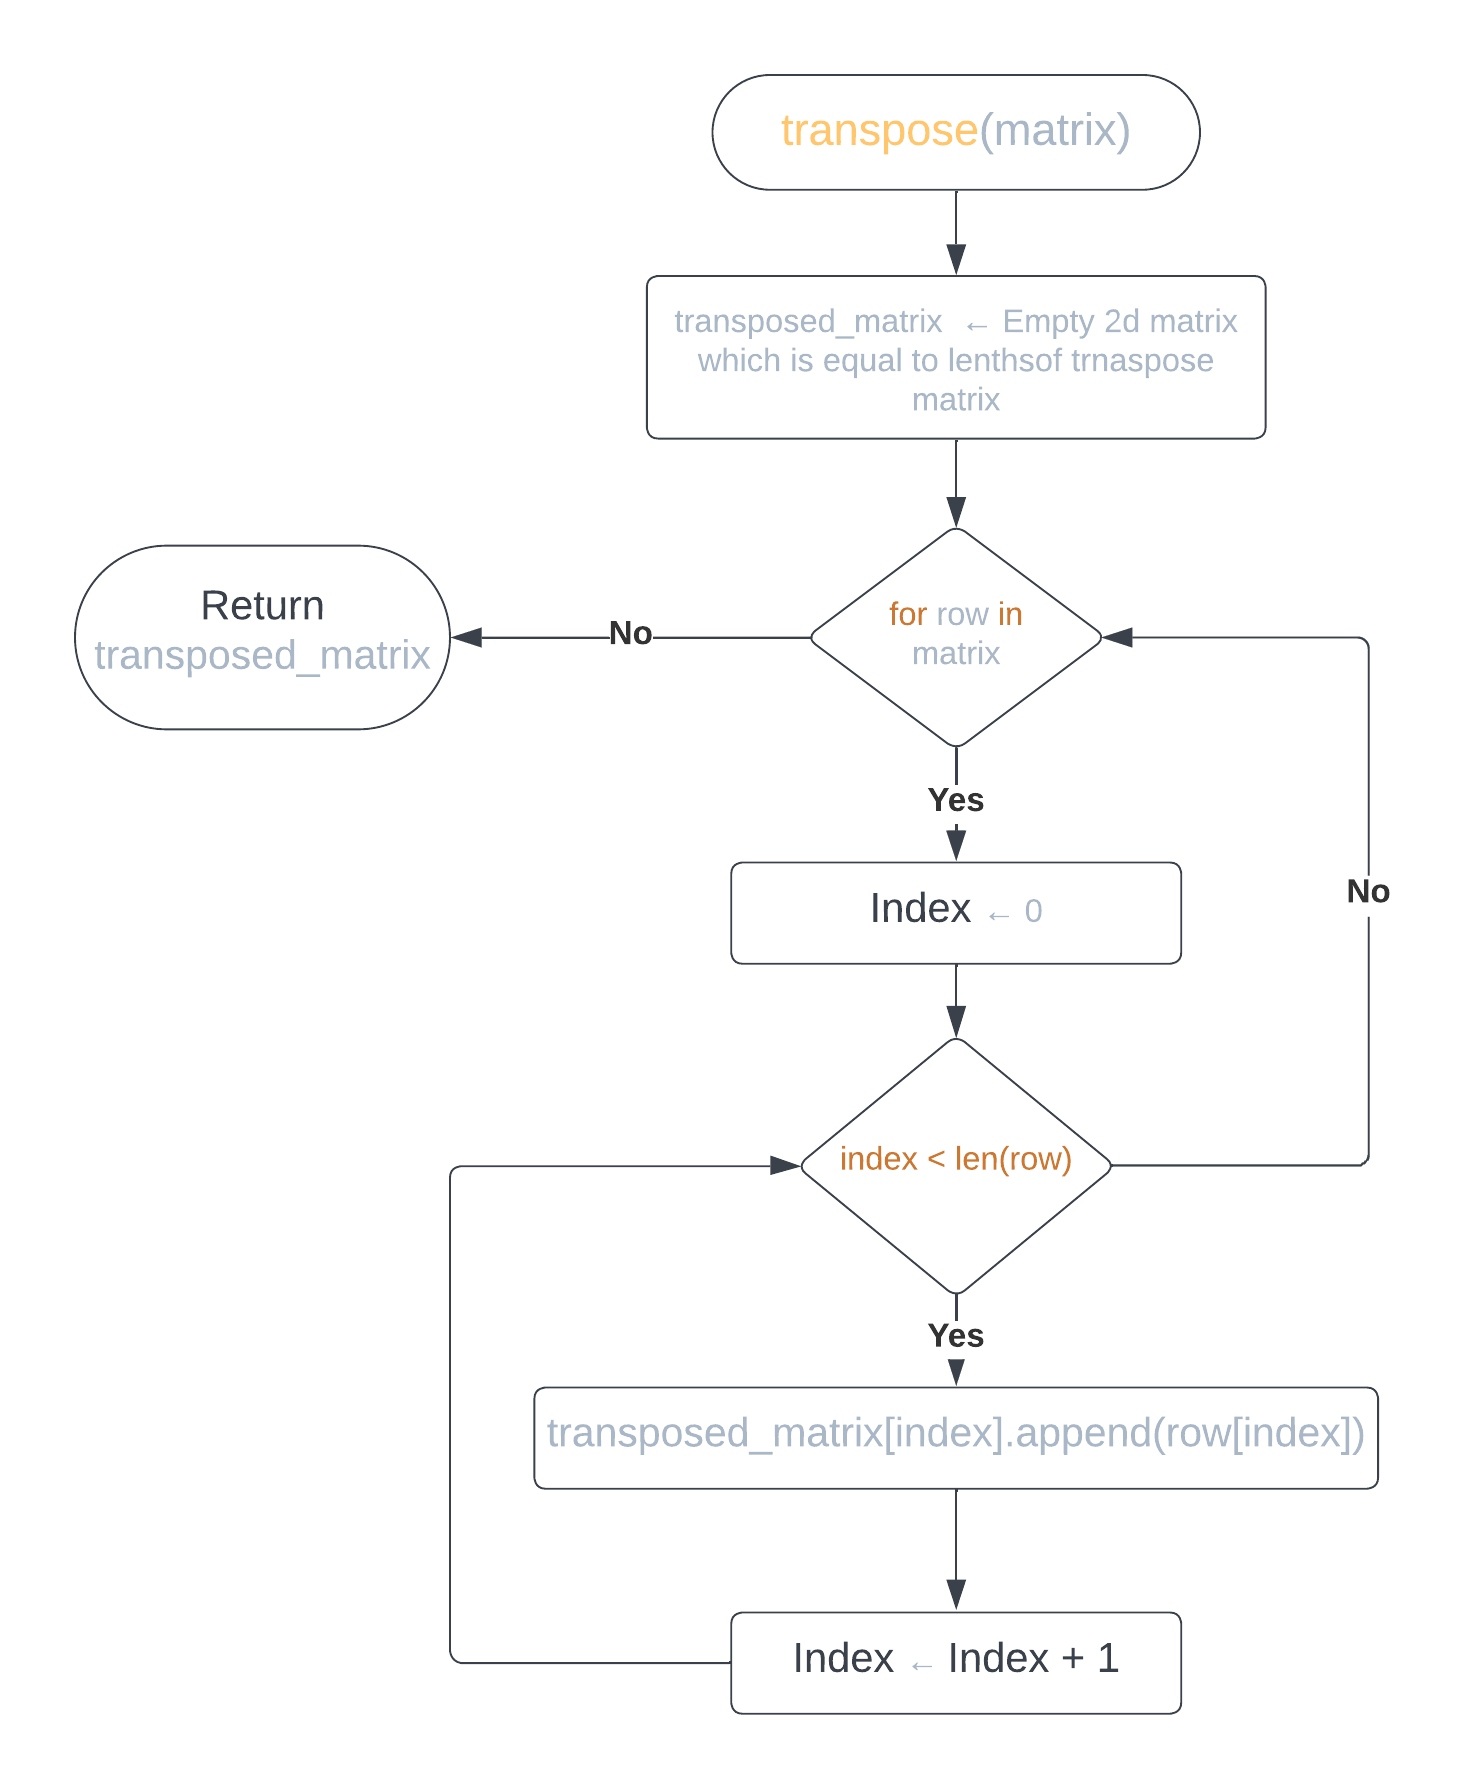 transpose(matrix)
transposed_matrix ← Empty 2d matrix
which is equal to lenthsof trnaspose
matrix
for row in
matrix
No
Return
transposed_matrix
Yes
Index ← 0
No
index < len(row)
Yes
transposed_matrix[index].append(row[index])
Index ← Index + 1